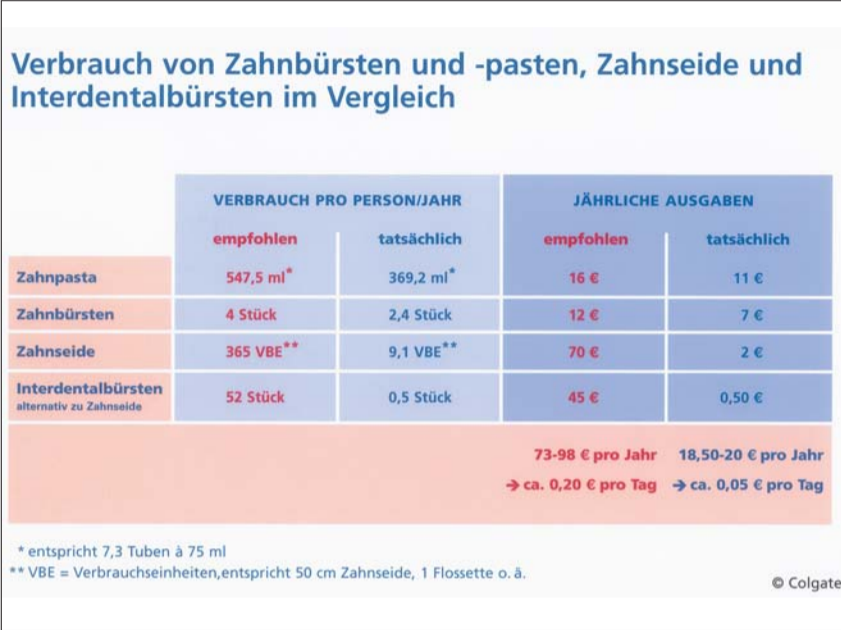 Verbrauch von Zahnbürsten und -pasten, Zahnseide und
Interdentalbürsten im Vergleich
VERBRAUCH PRO PERSON/JAHR JÄHRLICHE AUSGABEN
empfohlen tatsächlich empfohlen tatsächlich
Zahnpasta 547,5 ml* 369,2 ml* 16 € 11 €
Zahnbürsten 4 Stück 2,4 Stück 12 € 7 €
Zahnseide 365 VBE** 9,1 VBE** 70 € 2 €
Interdentalbürsten 52 Stück 0,5 Stück 45 € 0,50 €
alternativ zu Zahnseide
73-98 € pro Jahr 18,50-20 € pro Jahr
→ ca. 0,20 € pro Tag → ca. 0,05 € pro Tag
* entspricht 7,3 Tuben à 75 ml
** VBE = Verbrauchseinheiten,entspricht 50 cm Zahnseide, 1 Flossette o. ä.
© Colgate